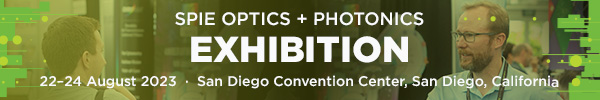 SPIE OPTICS + PHOTONICS
EXHIBITION
22–24 August 2023 · San Diego Convention Center, San Diego, California